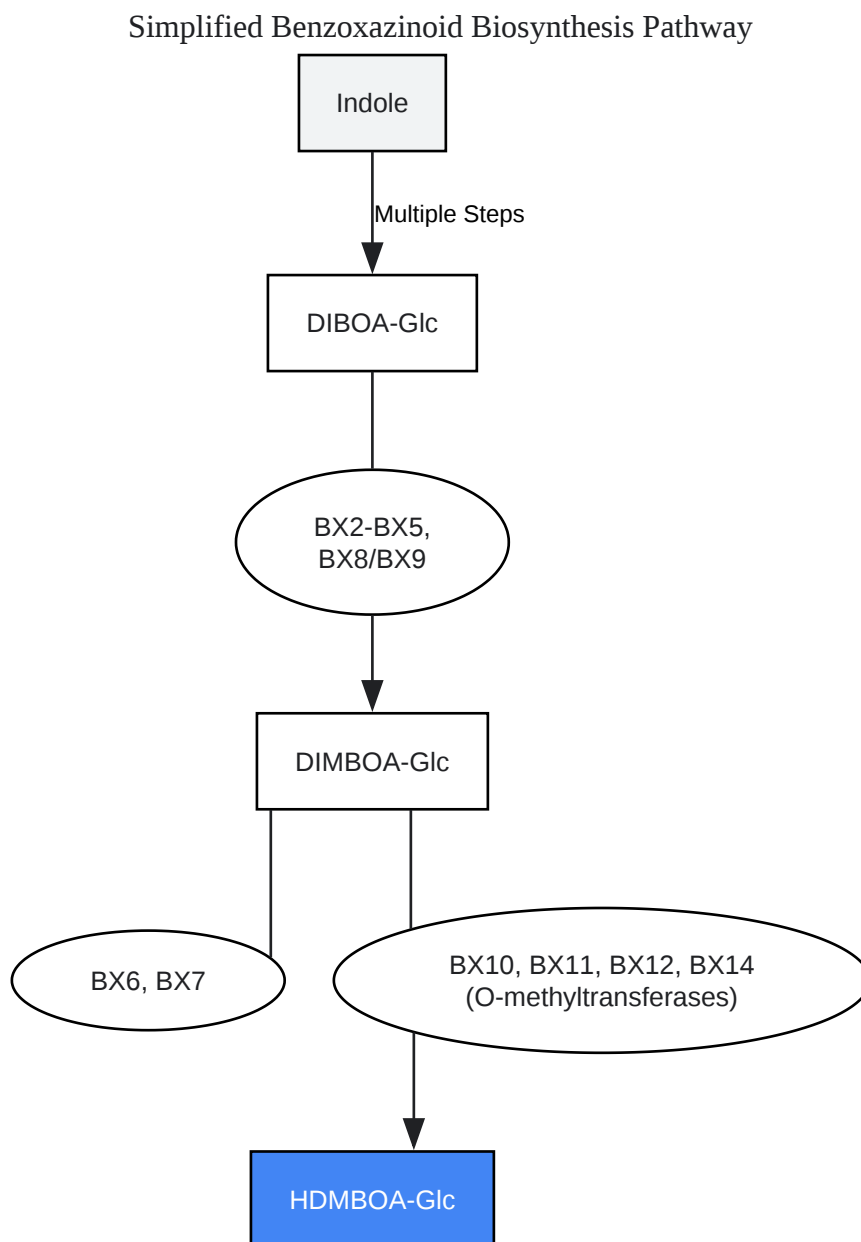 Simplified Benzoxazinoid Biosynthesis Pathway
Indole
Multiple Steps
DIBOA-Glc
BX2-BX5,
BX8/BX9
DIMBOA-Glc
BX6, BX7
BX10, BX11, BX12, BX14
(O-methyltransferases)
HDMBOA-Glc